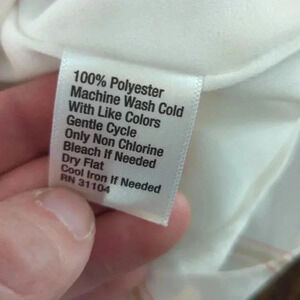 100% Polyester
Machine Wash Cold
With Like Colors
Gentle Cycle
Only Non Chlorine
Bleach If Needed
Dry Flat
Cool Iron If Needed
RN 31104